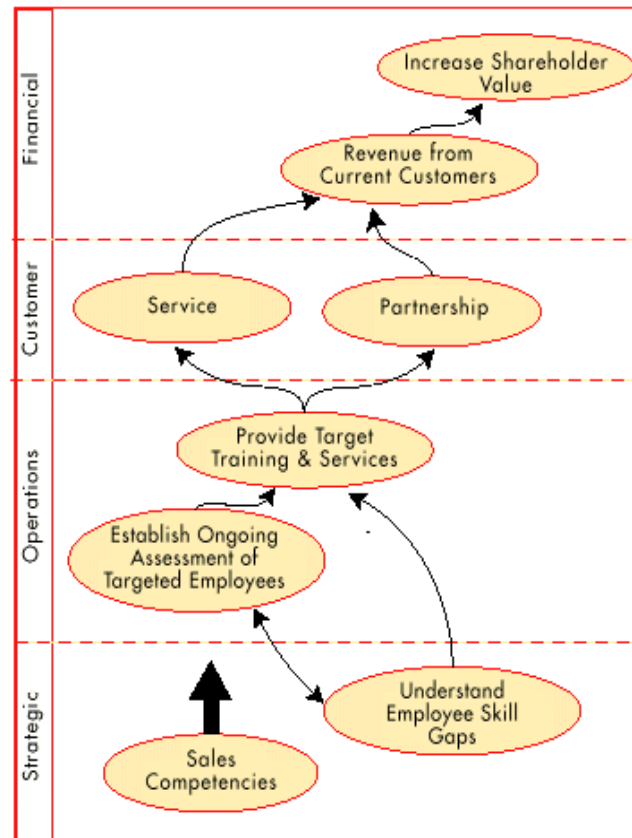 Financial
Increase Shareholder
Value
Revenue from
Current Customers
Customer
Service
Partnership
Operations
Provide Target
Training & Services
Establish Ongoing
Assessment of
Targeted Employees
Strategic
Understand
Employee Skill
Gaps
Sales
Competencies